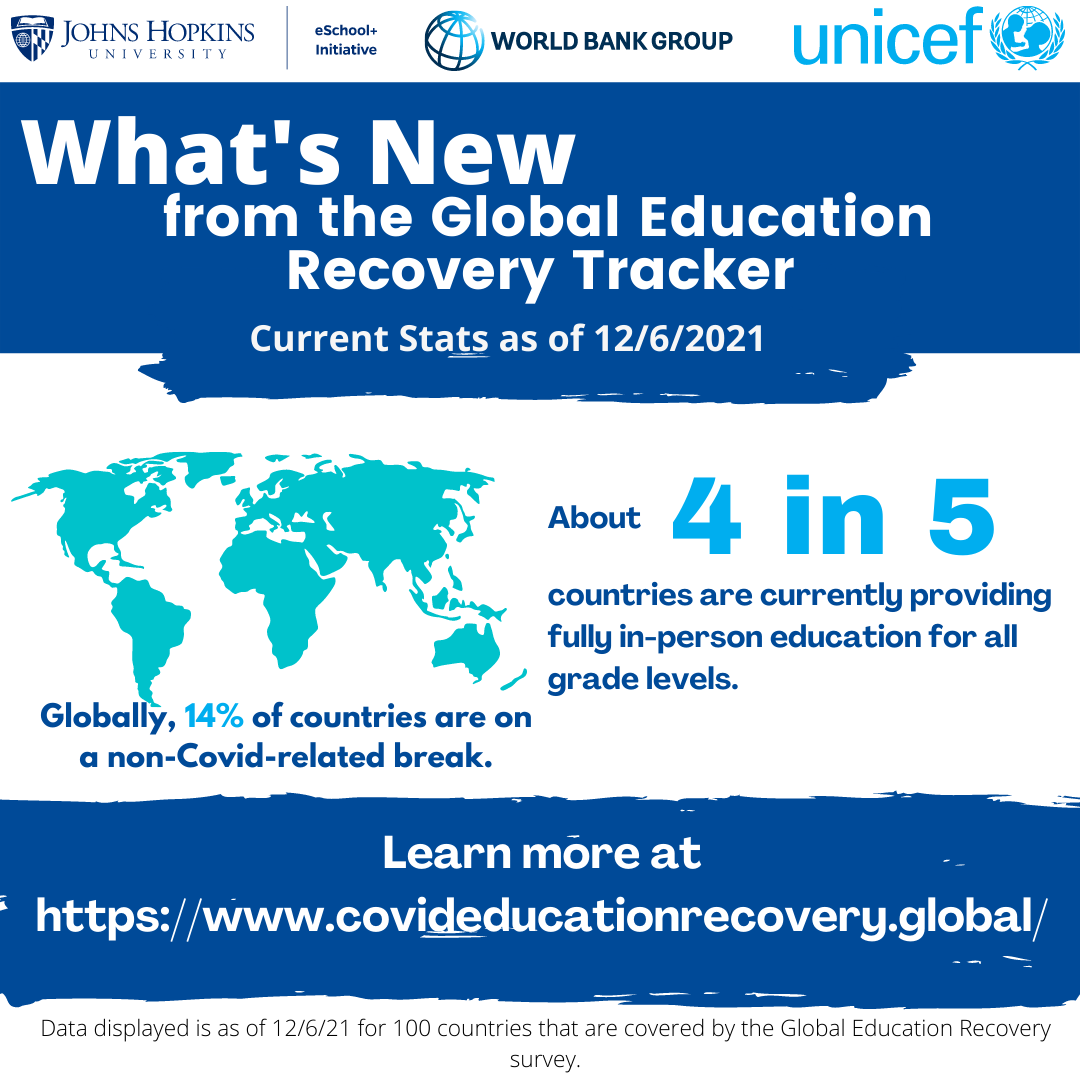 JOHNS HOPKINS
UNIVERSITY
eSchool+
Initiative
WORLD BANK GROUP
unicef
What's New
from the Global Education
Recovery Tracker
Current Stats as of 12/6/2021
About 4 in 5
countries are currently providing
fully in-person education for all
grade levels.
Globally, 14% of countries are on
a non-Covid-related break.
Learn more at
https://www.covideducationrecovery.global/
Data displayed is as of 12/6/21 for 100 countries that are covered by the Global Education Recovery
survey.